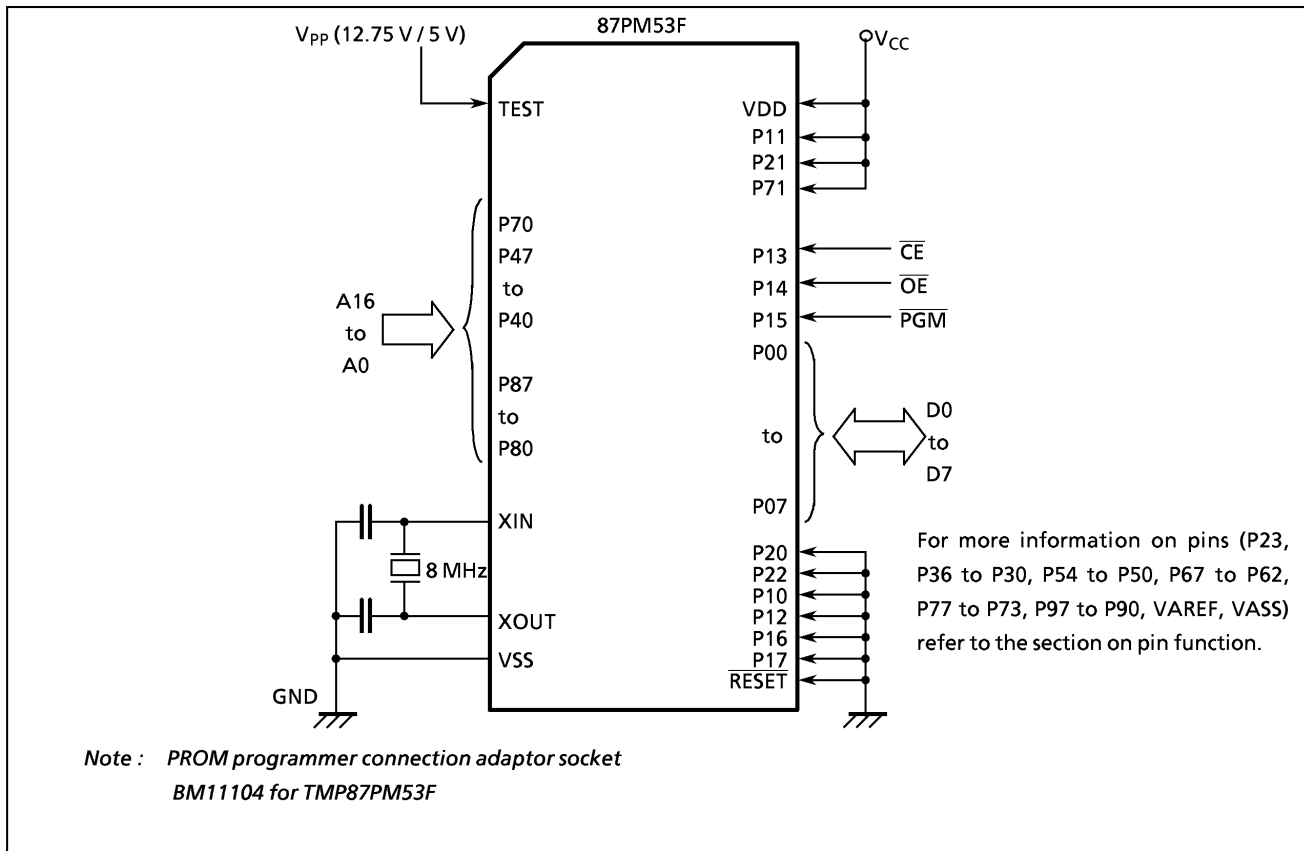 87PM53F
VPP (12.75 V / 5 V)
VCC
TEST
P70
P47
to
P40
P87
to
P80
A16
to
A0
XIN
8 MHz
XOUT
VSS
GND
VDD
P11
P21
P71
P13
P14
P15
CE
OE
PGM
P00
to
P07
D0
to
D7
P20
P22
P10
P12
P16
P17
RESET
For more information on pins (P23,
P36 to P30, P54 to P50, P67 to P62,
P77 to P73, P97 to P90, VAREF, VASS)
refer to the section on pin function.
Note : PROM programmer connection adaptor socket
BM11104 for TMP87PM53F